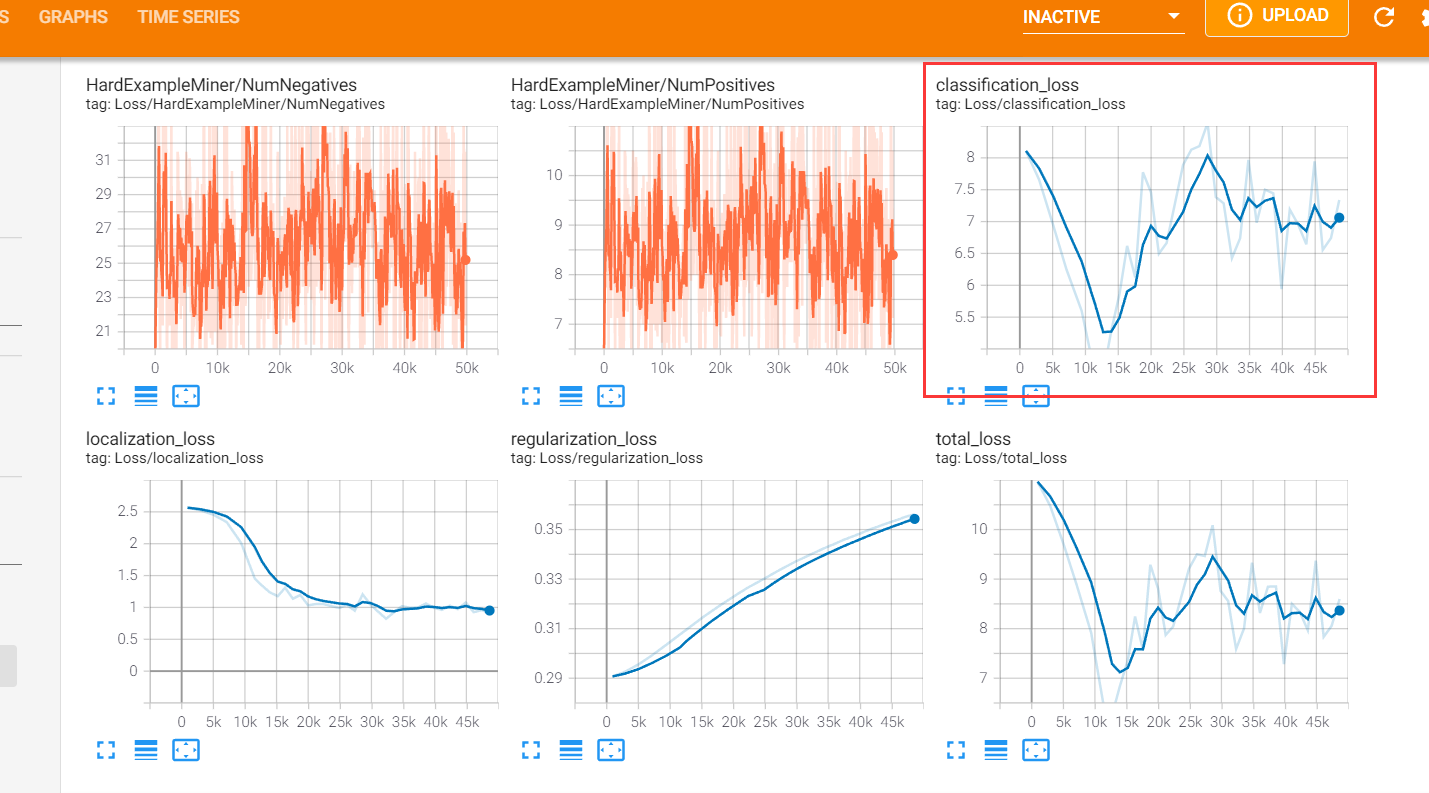 S GRAPHS TIME SERIES INACTIVE UPLOAD
HardExampleMiner/NumNegatives
tag: Loss/HardExampleMiner/NumNegatives
31
29
27
25
23
21
0 10k 20k 30k 40k 50k
HardExampleMiner/NumPositives
tag: Loss/HardExampleMiner/NumPositives
10
9
8
7
0 10k 20k 30k 40k 50k
classification_loss
tag: Loss/classification_loss
8
7.5
7
6.5
6
5.5
0 5k 10k 15k 20k 25k 30k 35k 40k 45k
localization_loss
tag: Loss/localization_loss
2.5
2
1.5
1
0.5
0
0 5k 10k 15k 20k 25k 30k 35k 40k 45k
regularization_loss
tag: Loss/regularization_loss
0.35
0.33
0.31
0.29
0 5k 10k 15k 20k 25k 30k 35k 40k 45k
total_loss
tag: Loss/total_loss
10
9
8
7
0 5k 10k 15k 20k 25k 30k 35k 40k 45k